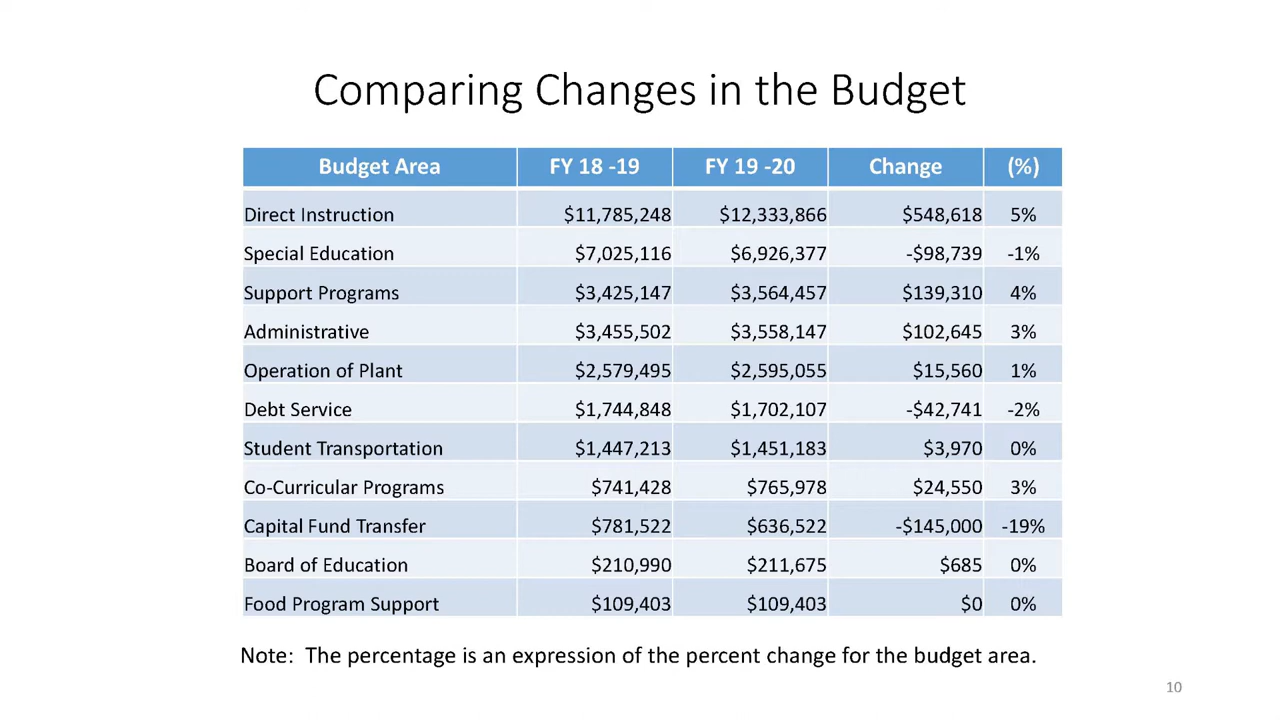 Comparing Changes in the Budget
Budget Area FY 18 -19 FY 19 -20 Change (%)
Direct Instruction $11,785,248 $12,333,866 $548,618 5%
Special Education $7,025,116 $6,926,377 -$98,739 -1%
Support Programs $3,425,147 $3,564,457 $139,310 4%
Administrative $3,455,502 $3,558,147 $102,645 3%
Operation of Plant $2,579,495 $2,595,055 $15,560 1%
Debt Service $1,744,848 $1,702,107 -$42,741 -2%
Student Transportation $1,447,213 $1,451,183 $3,970 0%
Co-Curricular Programs $741,428 $765,978 $24,550 3%
Capital Fund Transfer $781,522 $636,522 -$145,000 -19%
Board of Education $210,990 $211,675 $685 0%
Food Program Support $109,403 $109,403 $0 0%
Note: The percentage is an expression of the percent change for the budget area.
10